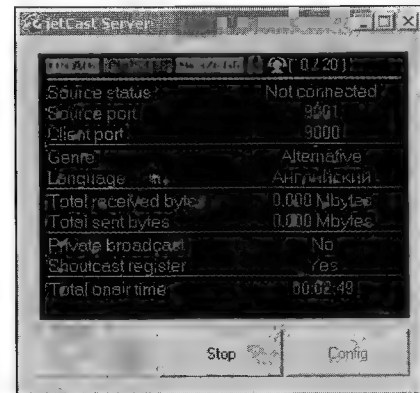 jetCast Server
( 0 / 20 )
Source status Not connected
Source port 9001
Client port 9000
Genre Alternative
Language Английский
Total received bytes 0.000 Mbytes
Total sent bytes 0.000 Mbytes
Private broadcast No
Shoutcast register Yes
Total onair time 00:02:49
Stop Config